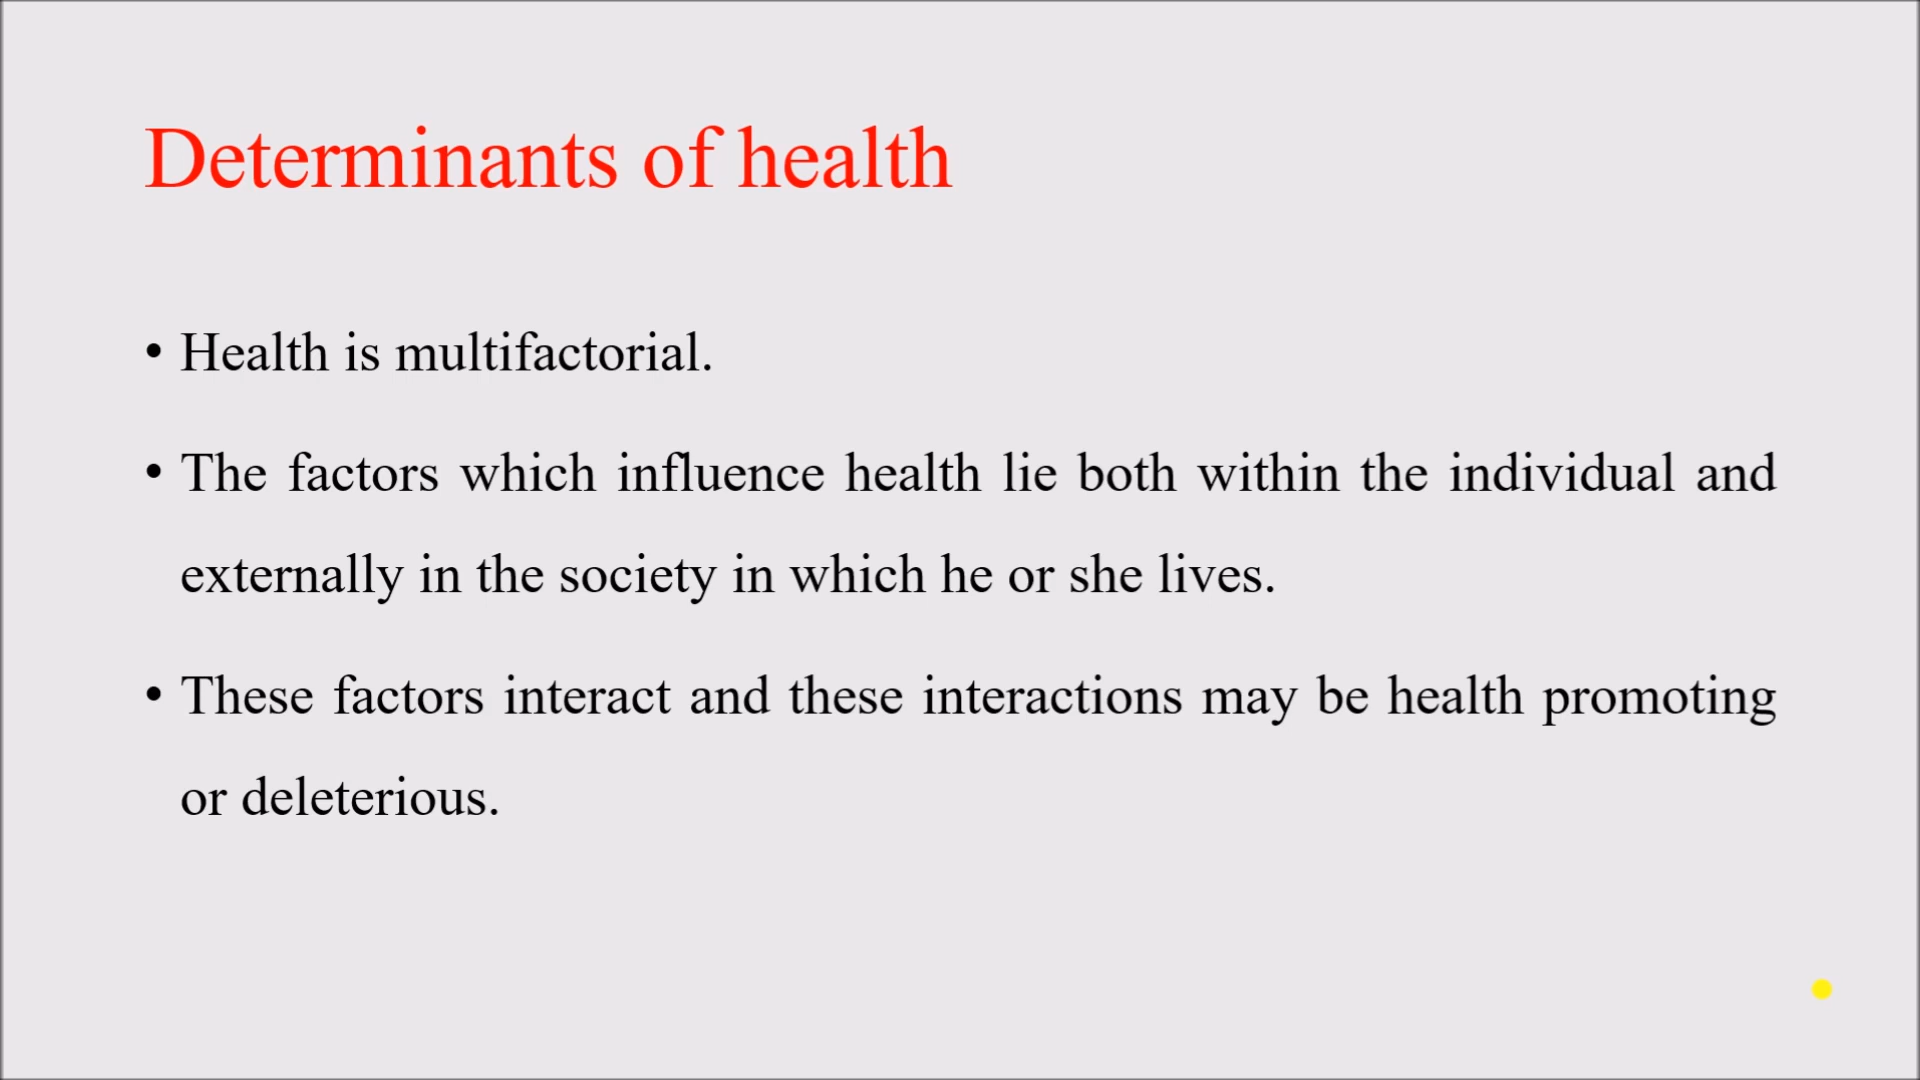 Determinants of health
• Health is multifactorial.
• The factors which influence health lie both within the individual and
externally in the society in which he or she lives.
• These factors interact and these interactions may be health promoting
or deleterious.